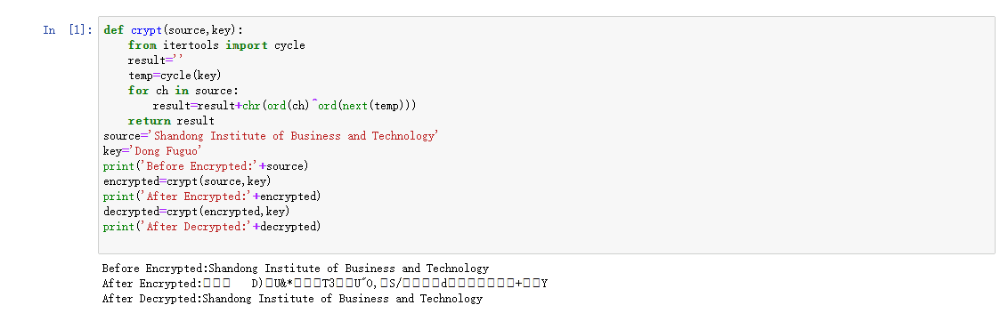 In [1]: def crypt(source,key):
from itertools import cycle
result=''
temp=cycle(key)
for ch in source:
result=result+chr(ord(ch)^ord(next(temp)))
return result
source='Shandong Institute of Business and Technology'
key='Dong Fuguo'
print('Before Encrypted:'+source)
encrypted=crypt(source,key)
print('After Encrypted:'+encrypted)
decrypted=crypt(encrypted,key)
print('After Decrypted:'+decrypted)
Before Encrypted:Shandong Institute of Business and Technology
After Encrypted:□□□   D)□U&*□□□T3□□U^O,□S/□□□□d□□□□□□□+□□Y
After Decrypted:Shandong Institute of Business and Technology